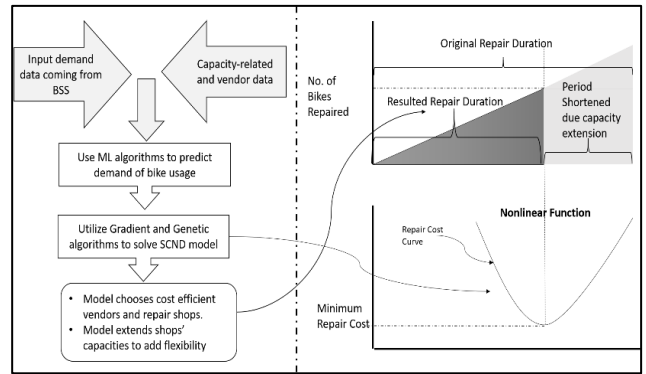 Input demand
data coming from
BSS
Capacity-related
and vendor data
Use ML algorithms to predict
demand of bike usage
Utilize Gradient and Genetic
algorithms to solve SCND model
• Model chooses cost efficient
vendors and repair shops.
• Model extends shops'
capacities to add flexibility
Original Repair Duration
No. of
Bikes
Repaired
Resulted Repair Duration
Period
Shortened
due capacity
extension
Nonlinear Function
Repair Cost
Curve
Minimum
Repair Cost